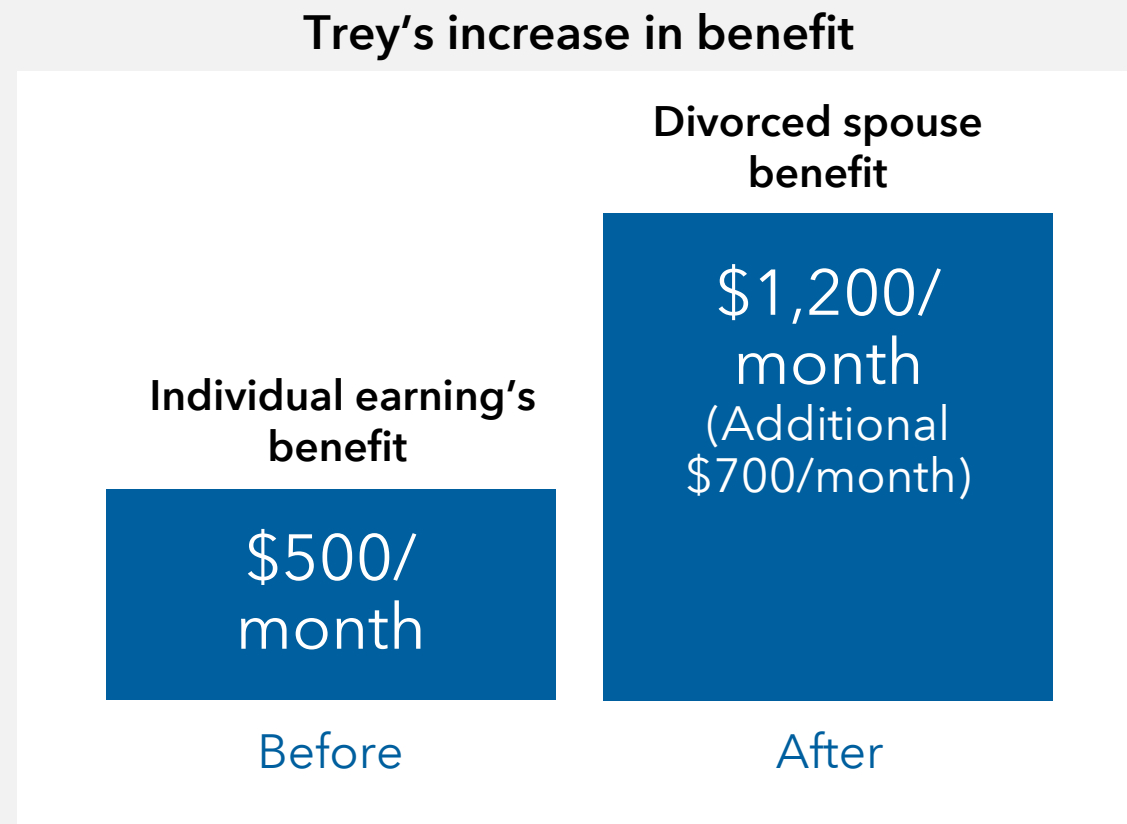 Trey’s increase in benefit
Individual earning’s
benefit
$500/
month
Before
Divorced spouse
benefit
$1,200/
month
(Additional
$700/month)
After